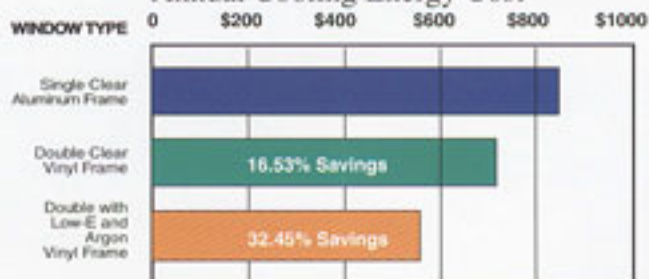 Annual Cooling Energy Cost
WINDOW TYPE 0 $200 $400 $600 $800 $1000
Single Clear
Aluminum Frame
Double Clear
Vinyl Frame
16.53% Savings
Double with
Low-E and
Argon
Vinyl Frame
32.45% Savings